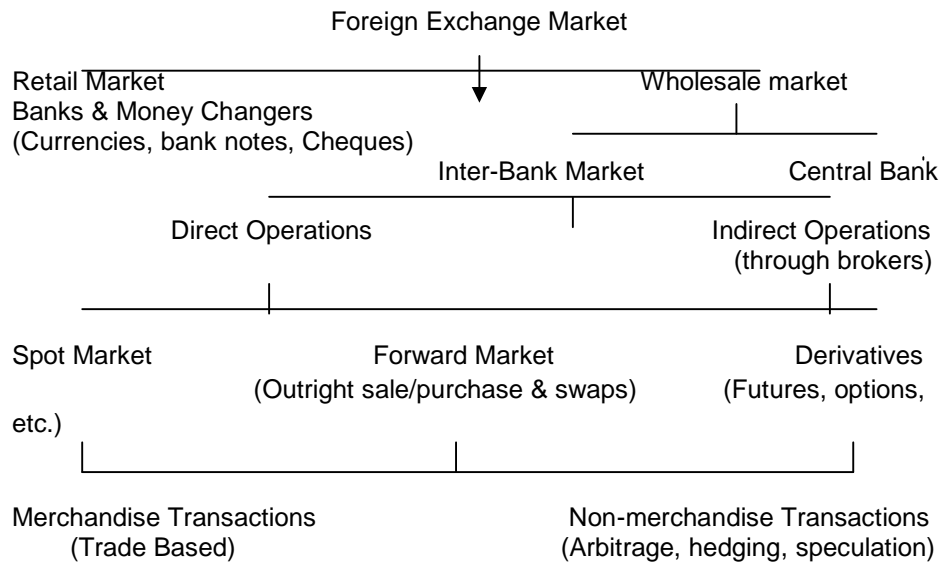 Foreign Exchange Market
Retail Market Wholesale market
Banks & Money Changers
(Currencies, bank notes, Cheques)
Inter-Bank Market Central Bank
Direct Operations Indirect Operations
(through brokers)
Spot Market Forward Market Derivatives
(Outright sale/purchase & swaps) (Futures, options,
etc.)
Merchandise Transactions Non-merchandise Transactions
(Trade Based) (Arbitrage, hedging, speculation)